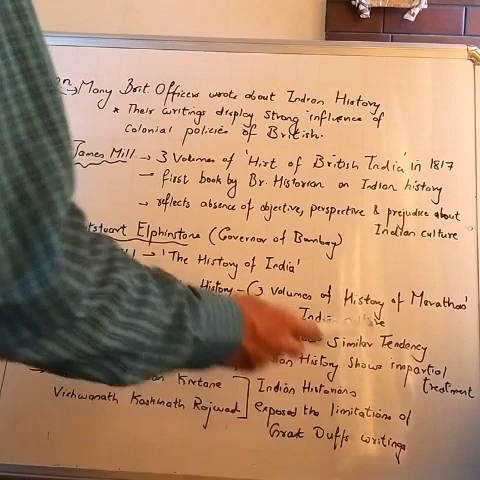 → Many Brit. Officers wrote about Indian History
* Their writings display strong influence of
colonial policies of British.
James Mill → 3 Volumes of 'Hist of British India' in 1817
→ first book by Br. Historian on Indian history
→ reflects absence of objective, perspective & prejudice about
Indian culture
tstuart Elphinstone (Governor of Bombay)
→ 'The History of India'
History - (3 volumes of History of Marathas'
Similar Tendency
History shows impartial
treatment
Kirtane
Indian Historians
Vishwanath Kashinath Rajwad
exposed the limitations of
Grant Duff's writings